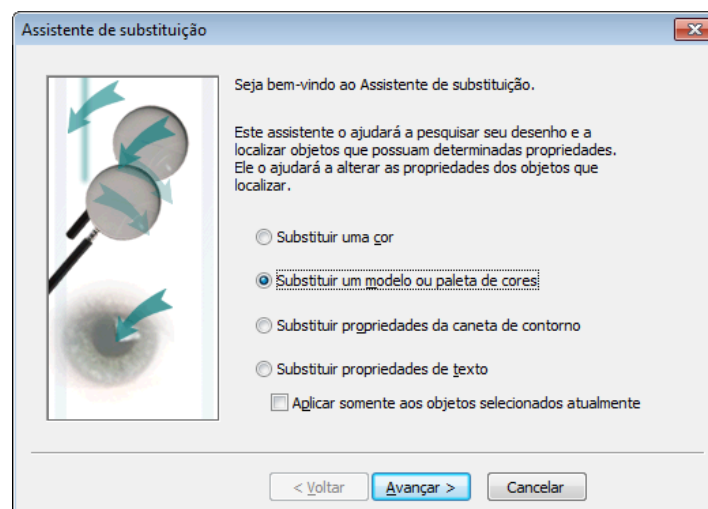 Assistente de substituição
Seja bem-vindo ao Assistente de substituição.
Este assistente o ajudará a pesquisar seu desenho e a
localizar objetos que possuam determinadas propriedades.
Ele o ajudará a alterar as propriedades dos objetos que
localizar.
Substituir uma cor
Substituir um modelo ou paleta de cores
Substituir propriedades da caneta de contorno
Substituir propriedades de texto
Aplicar somente aos objetos selecionados atualmente
< Voltar
Avançar >
Cancelar